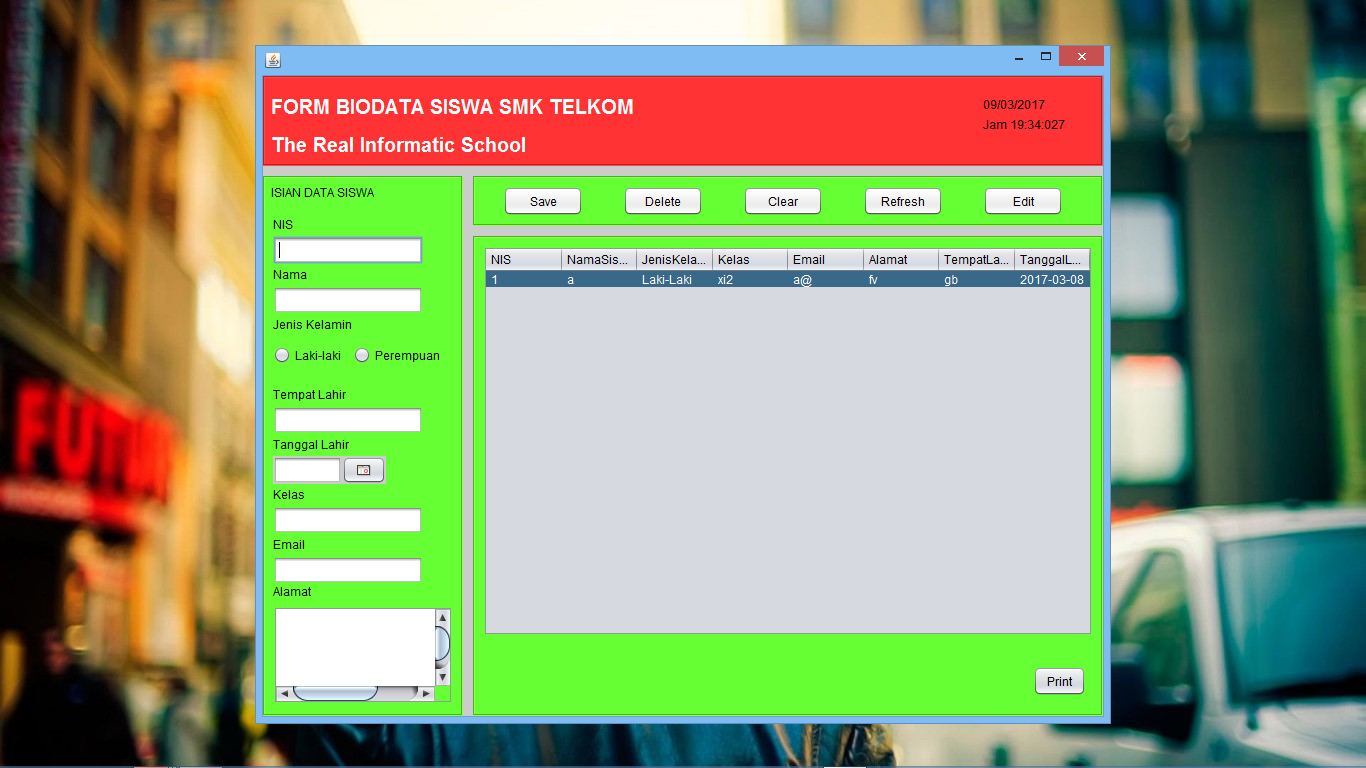 FORM BIODATA SISWA SMK TELKOM
The Real Informatic School
09/03/2017
Jam 19:34:027
ISIAN DATA SISWA
NIS
Nama
Jenis Kelamin
Laki-laki Perempuan
Tempat Lahir
Tanggal Lahir
Kelas
Email
Alamat
Save Delete Clear Refresh Edit
NIS NamaSis... JenisKela... Kelas Email Alamat TempatLa... TanggalL...
1 a Laki-Laki xi2 a@ fv gb 2017-03-08
Print